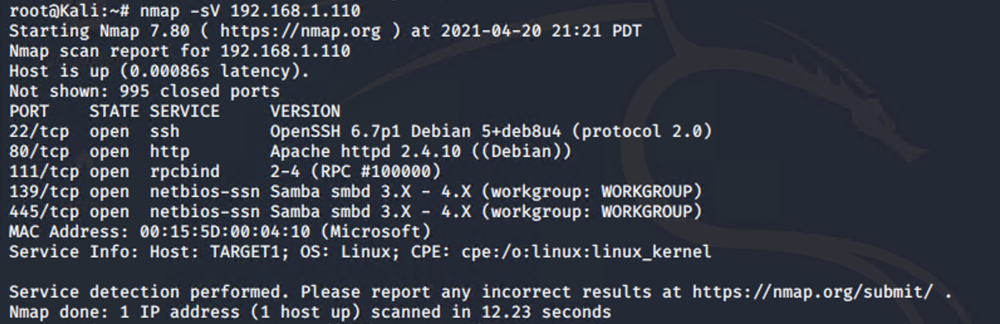 root@Kali:~# nmap -sV 192.168.1.110
Starting Nmap 7.80 ( https://nmap.org ) at 2021-04-20 21:21 PDT
Nmap scan report for 192.168.1.110
Host is up (0.00086s latency).
Not shown: 995 closed ports
PORT    STATE SERVICE     VERSION
22/tcp  open  ssh         OpenSSH 6.7p1 Debian 5+deb8u4 (protocol 2.0)
80/tcp  open  http        Apache httpd 2.4.10 ((Debian))
111/tcp open  rpcbind     2-4 (RPC #100000)
139/tcp open  netbios-ssn Samba smbd 3.X - 4.X (workgroup: WORKGROUP)
445/tcp open  netbios-ssn Samba smbd 3.X - 4.X (workgroup: WORKGROUP)
MAC Address: 00:15:5D:00:04:10 (Microsoft)
Service Info: Host: TARGET1; OS: Linux; CPE: cpe:/o:linux:linux_kernel

Service detection performed. Please report any incorrect results at https://nmap.org/submit/ .
Nmap done: 1 IP address (1 host up) scanned in 12.23 seconds